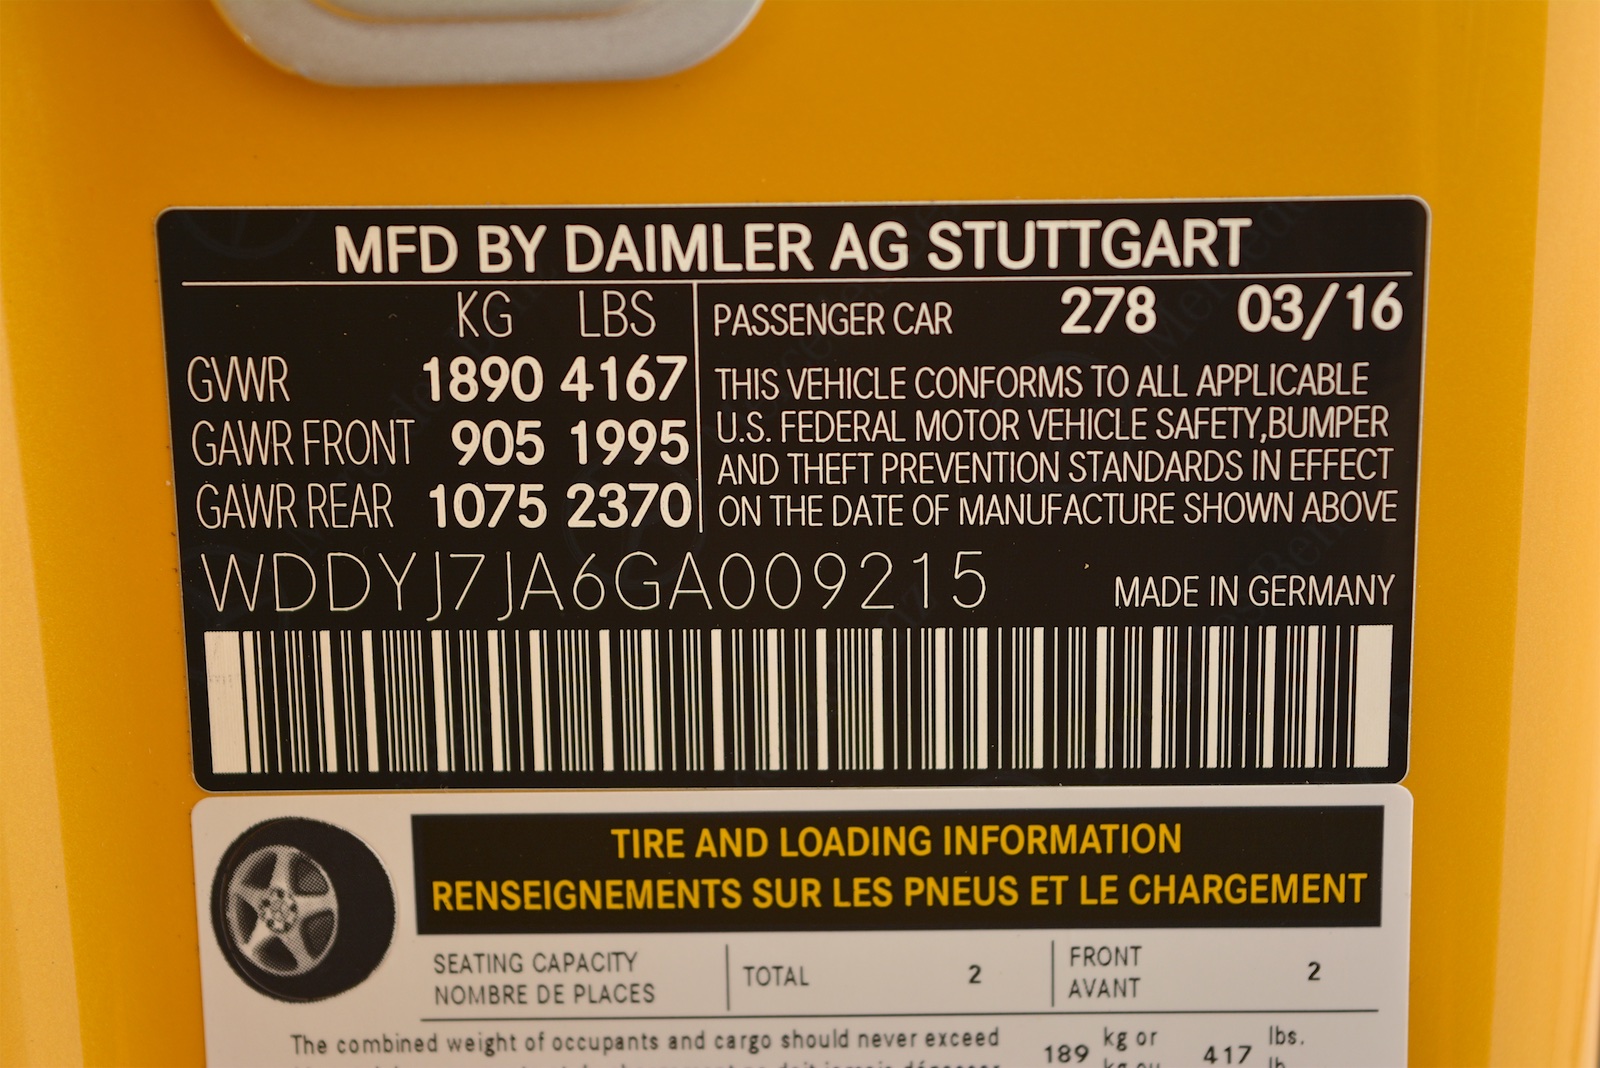 MFD BY DAIMLER AG STUTTGART
KG LBS
GVWR 1890 4167
GAWR FRONT 905 1995
GAWR REAR 1075 2370
PASSENGER CAR 278 03/16
THIS VEHICLE CONFORMS TO ALL APPLICABLE
U.S. FEDERAL MOTOR VEHICLE SAFETY,BUMPER
AND THEFT PREVENTION STANDARDS IN EFFECT
ON THE DATE OF MANUFACTURE SHOWN ABOVE
WDDYJ7JA6GA009215 MADE IN GERMANY
TIRE AND LOADING INFORMATION
RENSEIGNEMENTS SUR LES PNEUS ET LE CHARGEMENT
SEATING CAPACITY
NOMBRE DE PLACES
TOTAL 2
FRONT
AVANT
2
The combined weight of occupants and cargo should never exceed
189 kg or 417 lbs.